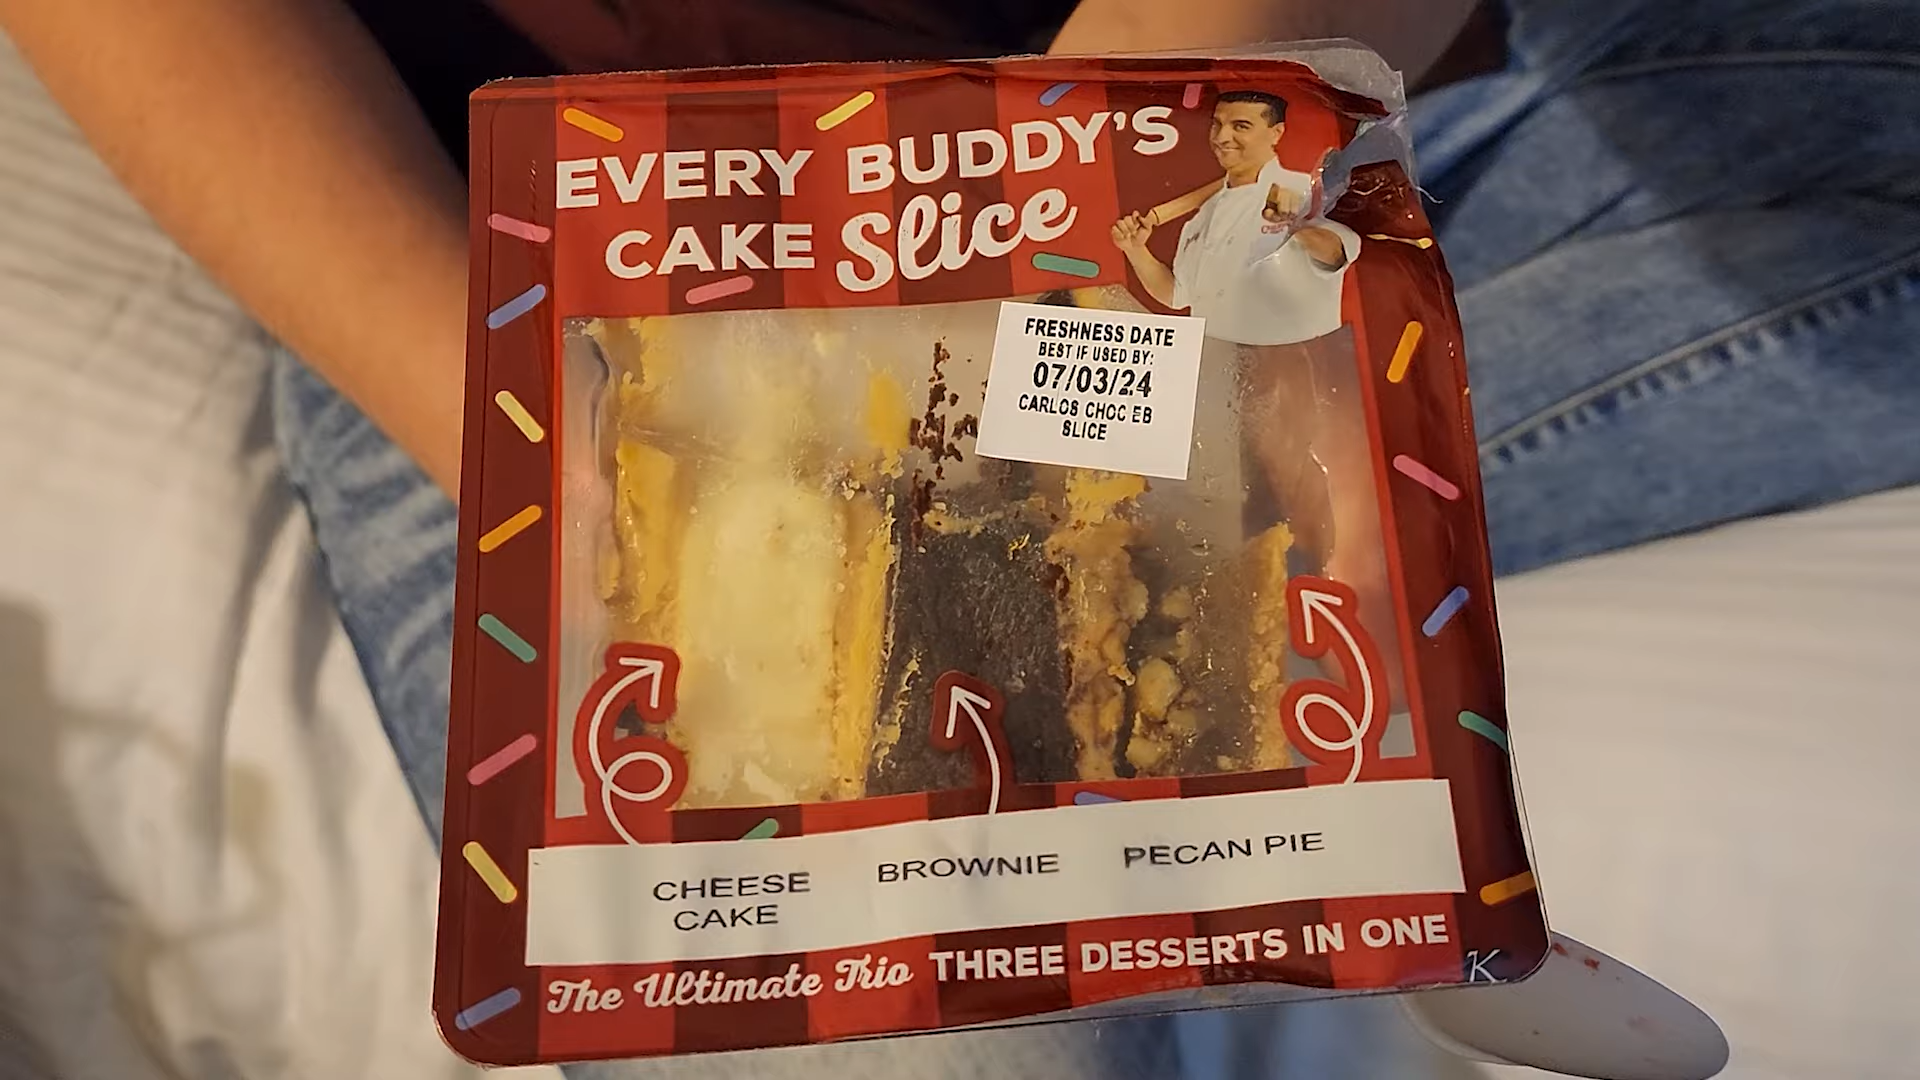 EVERY BUDDY'S
CAKE Slice
FRESHNESS DATE
BEST IF USED BY:
07/03/24
CARLOS CHOC EB
SLICE
CHEESE
CAKE
BROWNIE
PECAN PIE
The Ultimate Trio THREE DESSERTS IN ONE
K